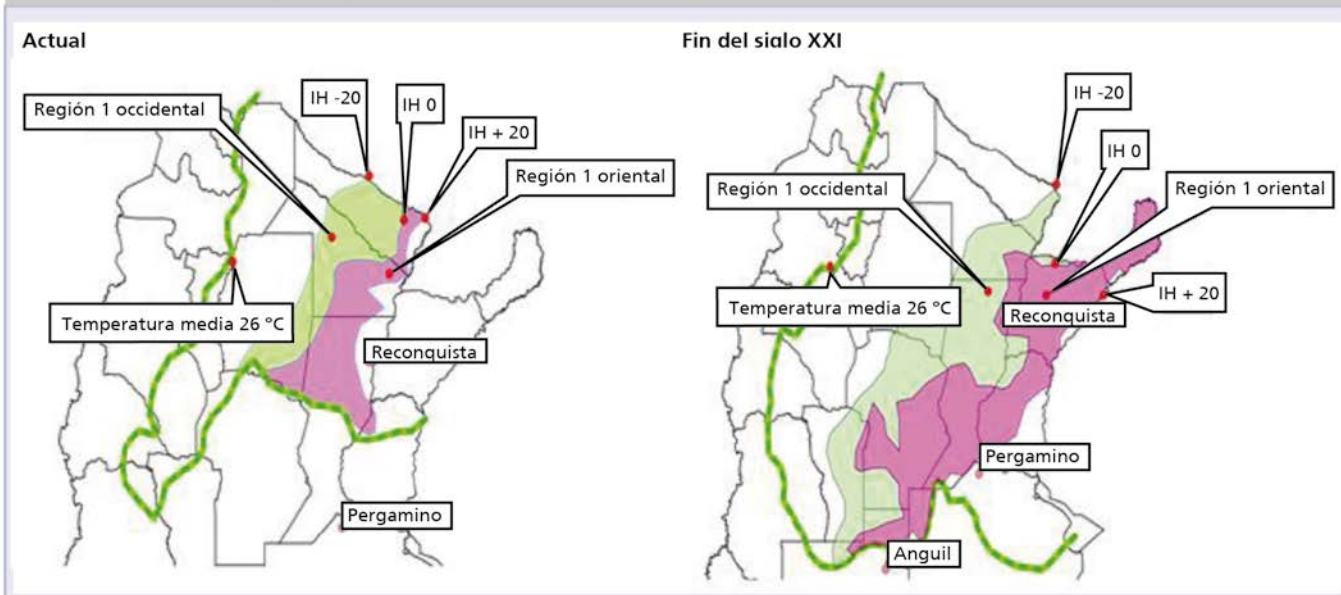 Actual
Región 1 occidental
IH -20
IH 0
IH + 20
Región 1 oriental
Temperatura media 26 °C
Reconquista
Pergamino
Fin del siglo XXI
IH -20
IH 0
Región 1 occidental
Región 1 oriental
Temperatura media 26 °C
IH + 20
Reconquista
Pergamino
Anguil